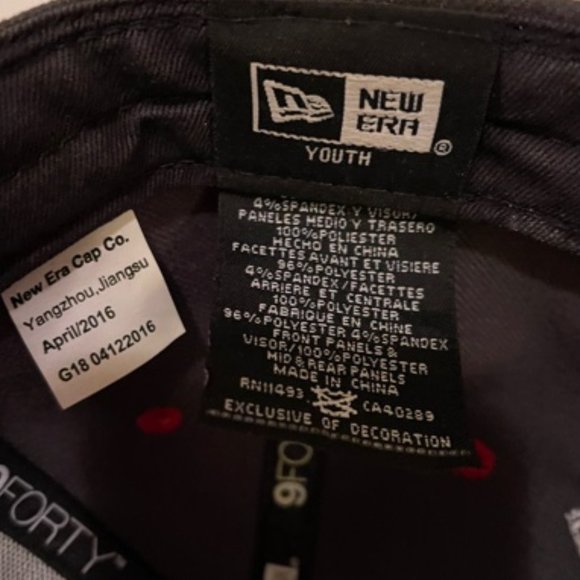 NEW ERA ®
YOUTH
4%SPANDEX Y VISOR/
PANELES MEDIO Y TRASERO
100%POLIESTER
HECHO EN CHINA
FACETTES AVANT ET VISIERE
96%POLYESTER
4%SPANDEX/FACETTES
ARRIERE ET CENTRALE
100%POLYESTER
FABRIQUE EN CHINE
96%POLYESTER 4%SPANDEX
FRONT PANELS &
VISOR/100%POLYESTER
MID & REAR PANELS
MADE IN CHINA
RN11493 CA40289
EXCLUSIVE OF DECORATION
New Era Cap Co.
Yangzhou,Jiangsu
April/2016
G18 04122016
FORTY™
9FO